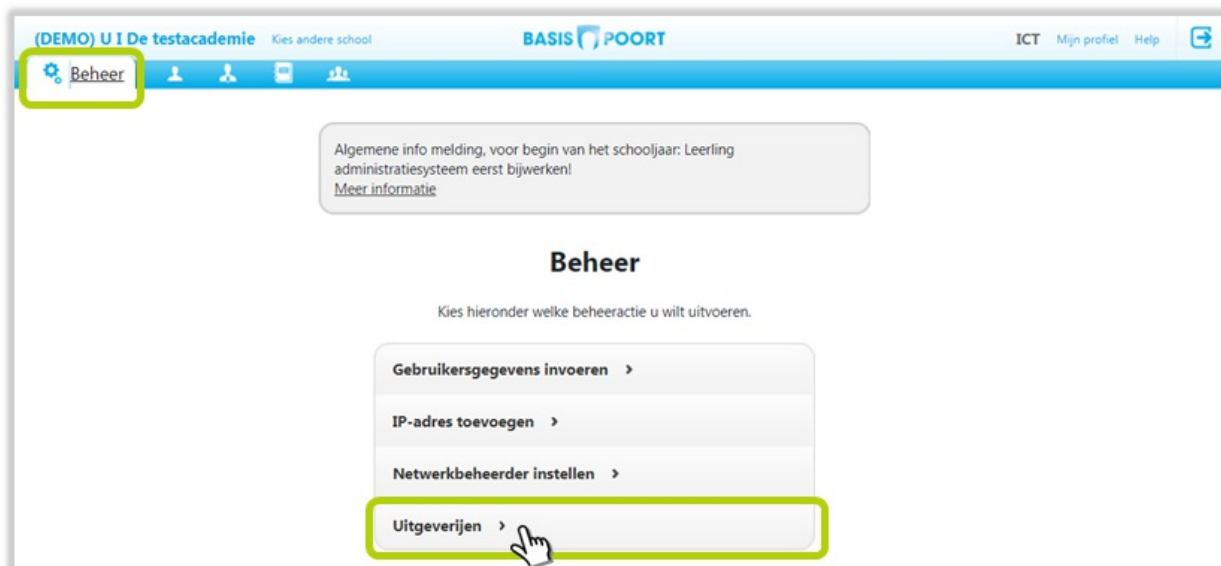 (DEMO) U I De testacademie Kies andere school BASIS POORT ICT Mijn profiel Help
Beheer
Algemene info melding, voor begin van het schooljaar: Leerling
administratiesysteem eerst bijwerken!
Meer informatie
Beheer
Kies hieronder welke beheeractie u wilt uitvoeren.
Gebruikersgegevens invoeren
IP-adres toevoegen
Netwerkbeheerder instellen
Uitgeverijen